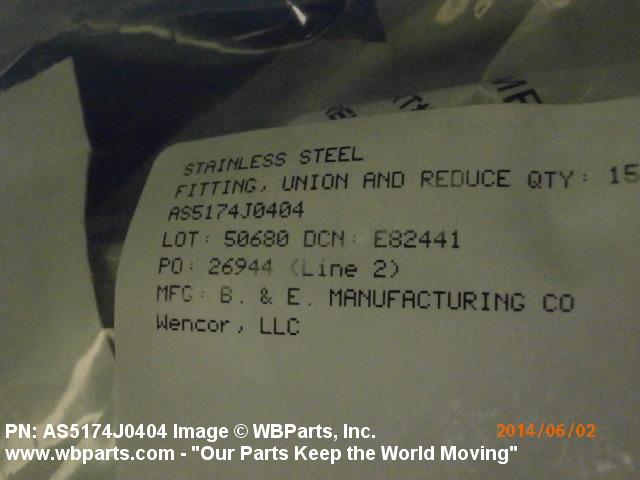 STAINLESS STEEL
FITTING, UNION AND REDUCE QTY: 15
AS5174J0404
LOT: 50680 DCN: E82441
PO: 26944 (Line 2)
MFG: B. & E. MANUFACTURING CO
Wencor, LLC
PN: AS5174J0404 Image © WBParts, Inc.
2014/06/02
www.wbparts.com - "Our Parts Keep the World Moving"